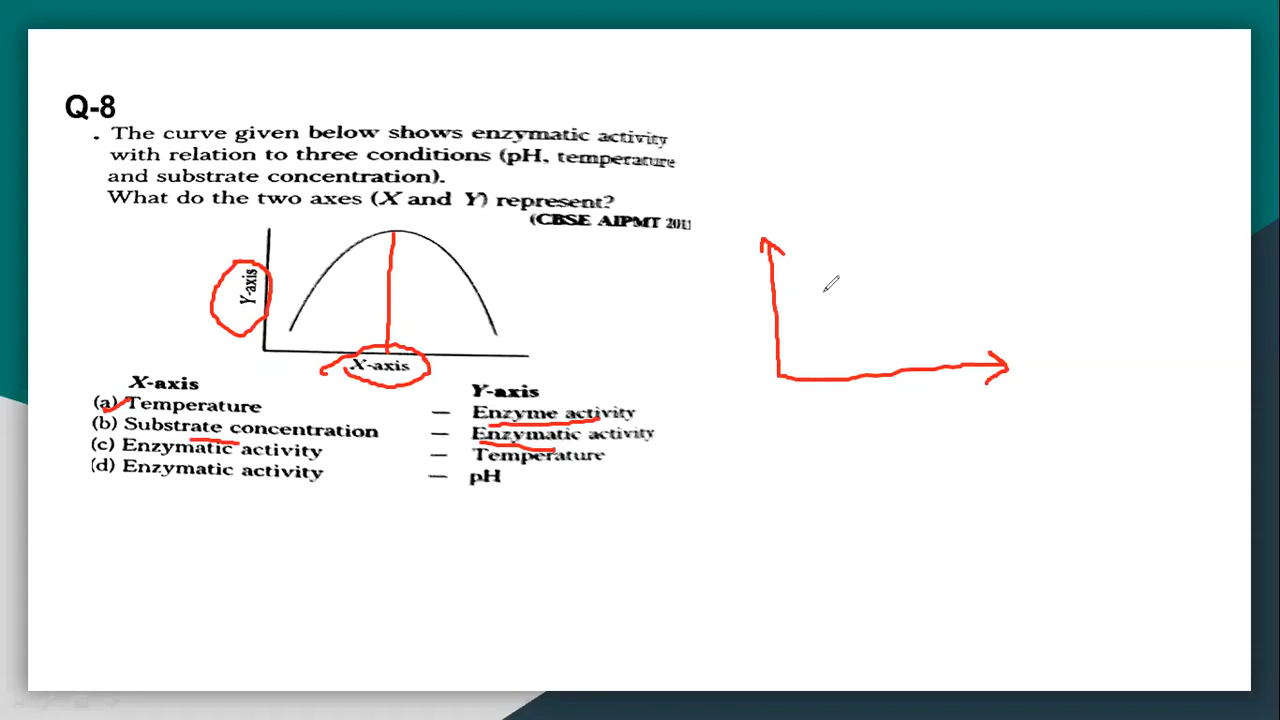 Q-8
. The curve given below shows enzymatic activity
with relation to three conditions (pH, temperature
and substrate concentration).
What do the two axes (X and Y) represent?
(CBSE AIPMT 2011
Y-axis
X-axis
X-axis Y-axis
(a) Temperature — Enzyme activity
(b) Substrate concentration — Enzymatic activity
(c) Enzymatic activity — Temperature
(d) Enzymatic activity — pH